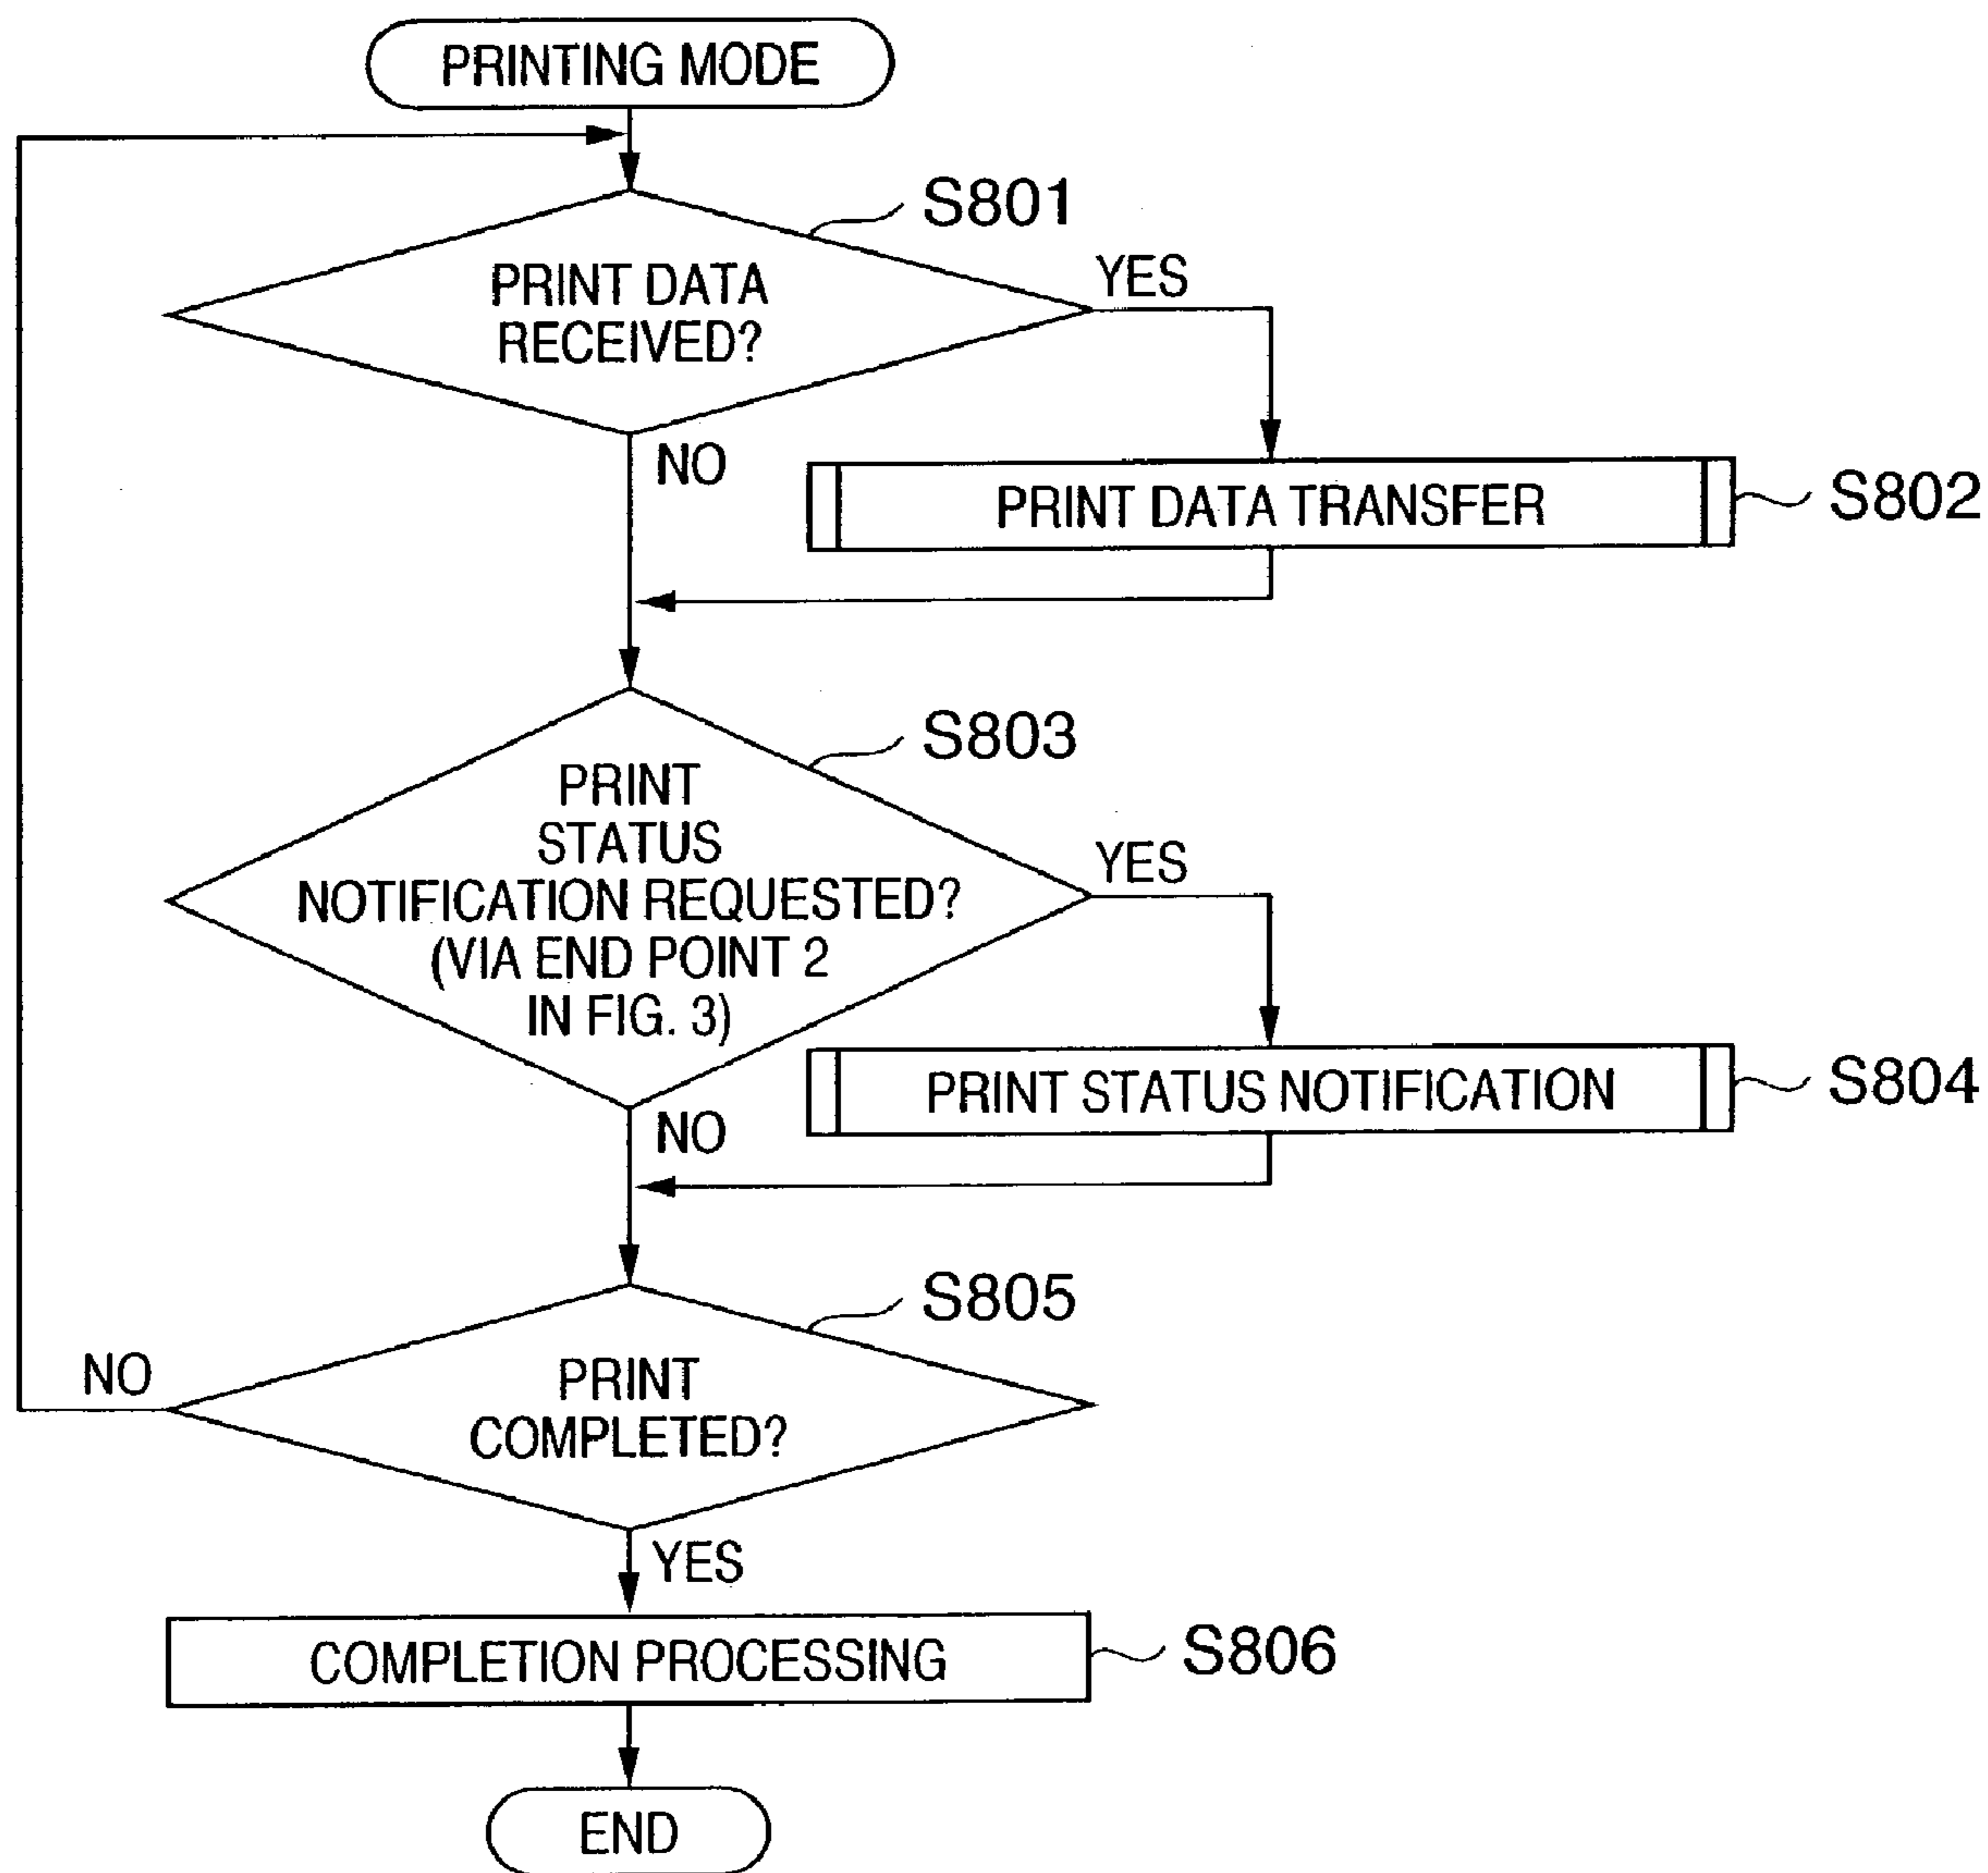 PRINTING MODE
S801
PRINT DATA
RECEIVED?
YES
NO
PRINT DATA TRANSFER
S802
S803
PRINT
STATUS
NOTIFICATION REQUESTED?
(VIA END POINT 2
IN FIG. 3)
YES
NO
PRINT STATUS NOTIFICATION
S804
S805
PRINT
COMPLETED?
NO
YES
COMPLETION PROCESSING
S806
END